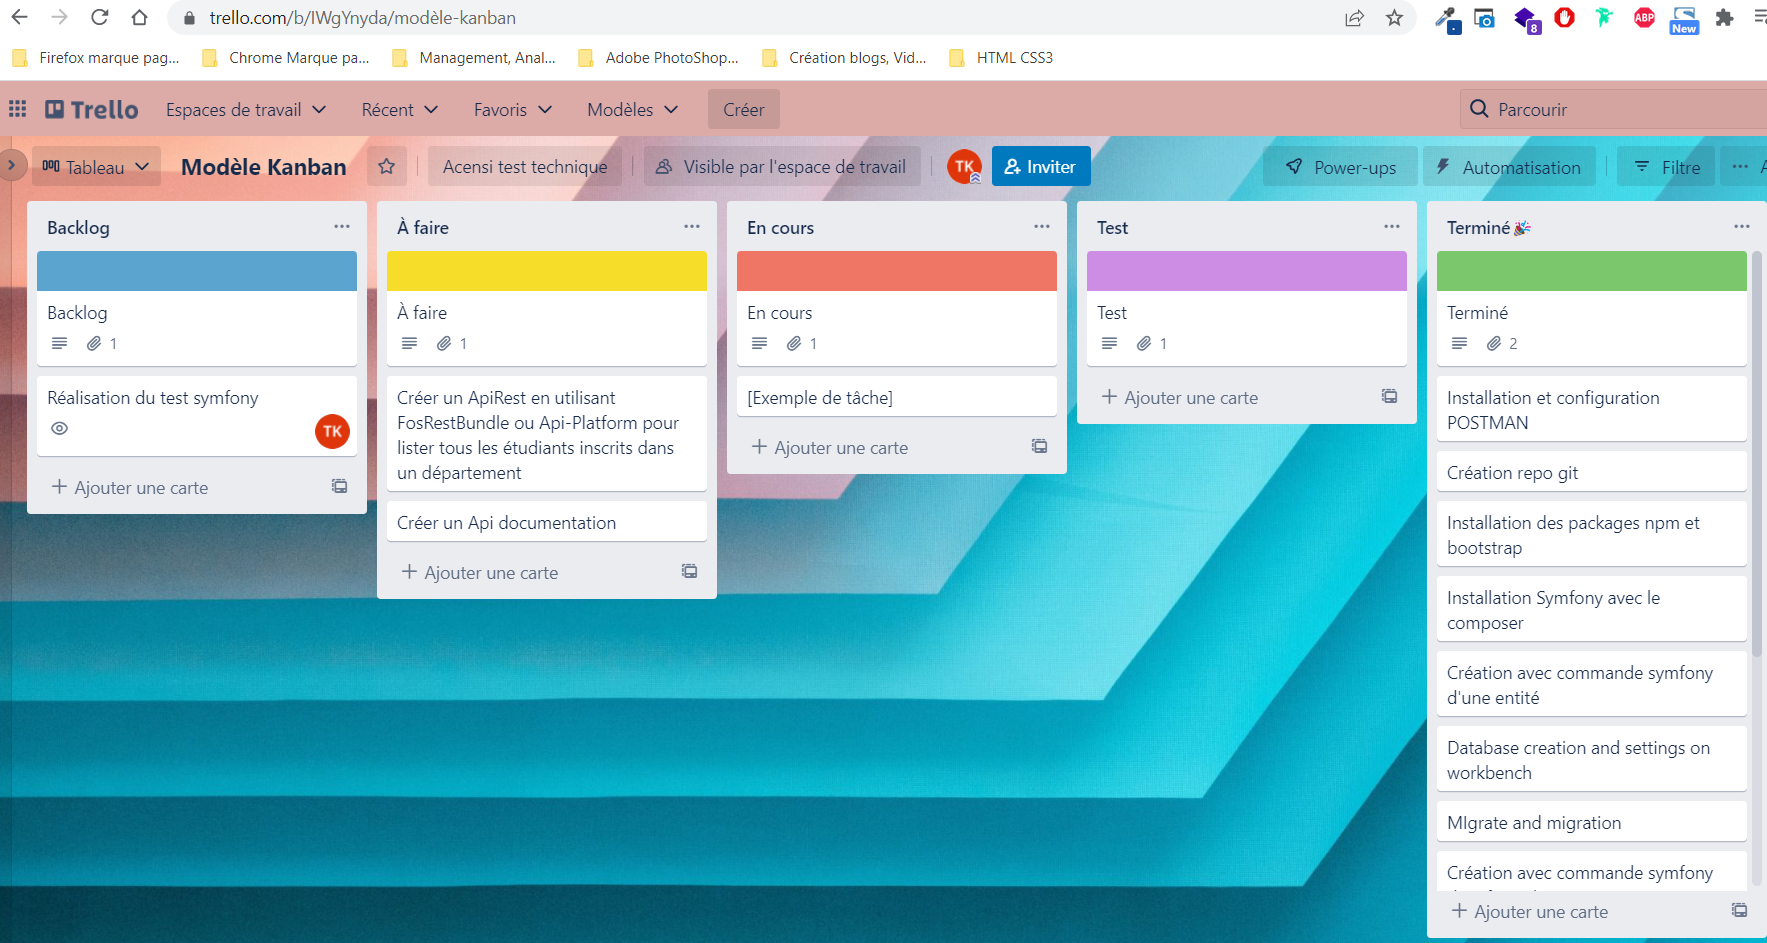 trello.com/b/IWgYnyda/modèle-kanban
8
ABP
New
Firefox marque pag...
Chrome Marque pa...
Management, Anal...
Adobe PhotoShop...
Création blogs, Vid...
HTML CSS3
Trello
Espaces de travail
Récent
Favoris
Modèles
Créer
Parcourir
Tableau
Modèle Kanban
Acensi test technique
Visible par l'espace de travail
TK
Inviter
Power-ups
Automatisation
Filtre
Backlog
Backlog
1
Réalisation du test symfony
TK
+ Ajouter une carte
À faire
À faire
1
Créer un ApiRest en utilisant
FosRestBundle ou Api-Platform pour
lister tous les étudiants inscrits dans
un département
Créer un Api documentation
+ Ajouter une carte
En cours
En cours
1
[Exemple de tâche]
+ Ajouter une carte
Test
Test
1
+ Ajouter une carte
Terminé🎉
Terminé
2
Installation et configuration
POSTMAN
Création repo git
Installation des packages npm et
bootstrap
Installation Symfony avec le
composer
Création avec commande symfony
d'une entité
Database creation and settings on
workbench
MIgrate and migration
Création avec commande symfony
+ Ajouter une carte